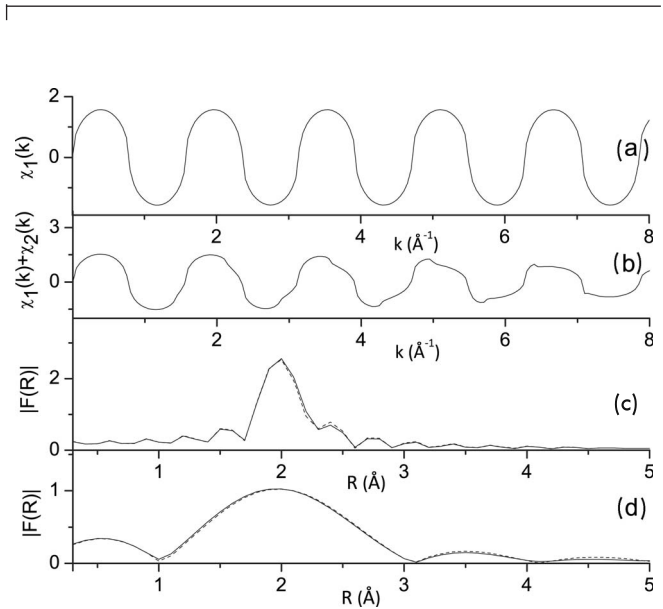 2
0
χ1(k)
(a)
2 4 6 8
k (Å-1)
3
0
χ1(k)+χ2(k)
(b)
2 4 6 8
k (Å-1)
2
0
|F(R)|
(c)
1 2 3 4 5
R (Å)
1
0
|F(R)|
(d)
1 2 3 4 5
R (Å)